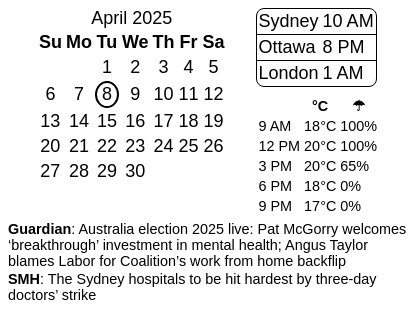 April 2025
Su Mo Tu We Th Fr Sa
1 2 3 4 5
6 7 8 9 10 11 12
13 14 15 16 17 18 19
20 21 22 23 24 25 26
27 28 29 30
Sydney 10 AM
Ottawa 8 PM
London 1 AM
°C ☂
9 AM 18°C 100%
12 PM 20°C 100%
3 PM 20°C 65%
6 PM 18°C 0%
9 PM 17°C 0%
Guardian: Australia election 2025 live: Pat McGorry welcomes
‘breakthrough’ investment in mental health; Angus Taylor
blames Labor for Coalition’s work from home backflip
SMH: The Sydney hospitals to be hit hardest by three-day
doctors’ strike